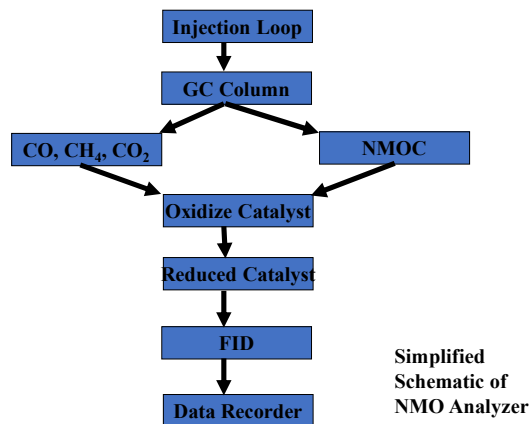 Injection Loop
GC Column
CO, CH₄, CO₂
NMOC
Oxidize Catalyst
Reduced Catalyst
FID
Data Recorder
Simplified
Schematic of
NMO Analyzer